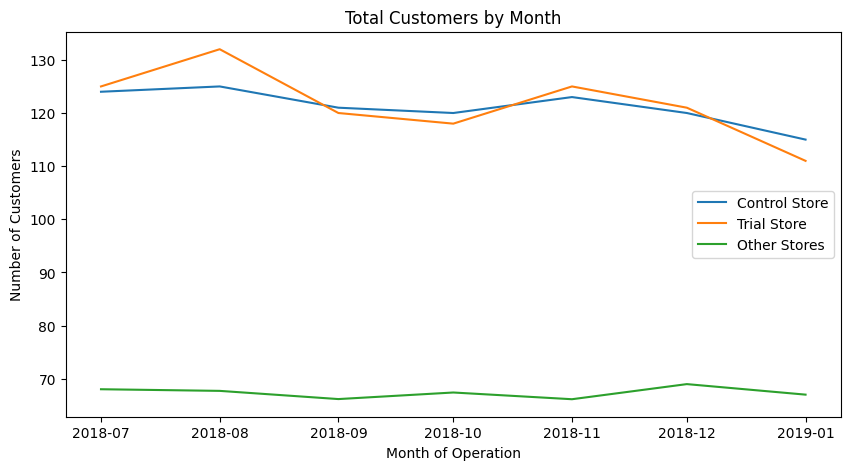 Total Customers by Month
Number of Customers
130
120
110
100
90
80
70
Control Store
Trial Store
Other Stores
2018-07 2018-08 2018-09 2018-10 2018-11 2018-12 2019-01
Month of Operation